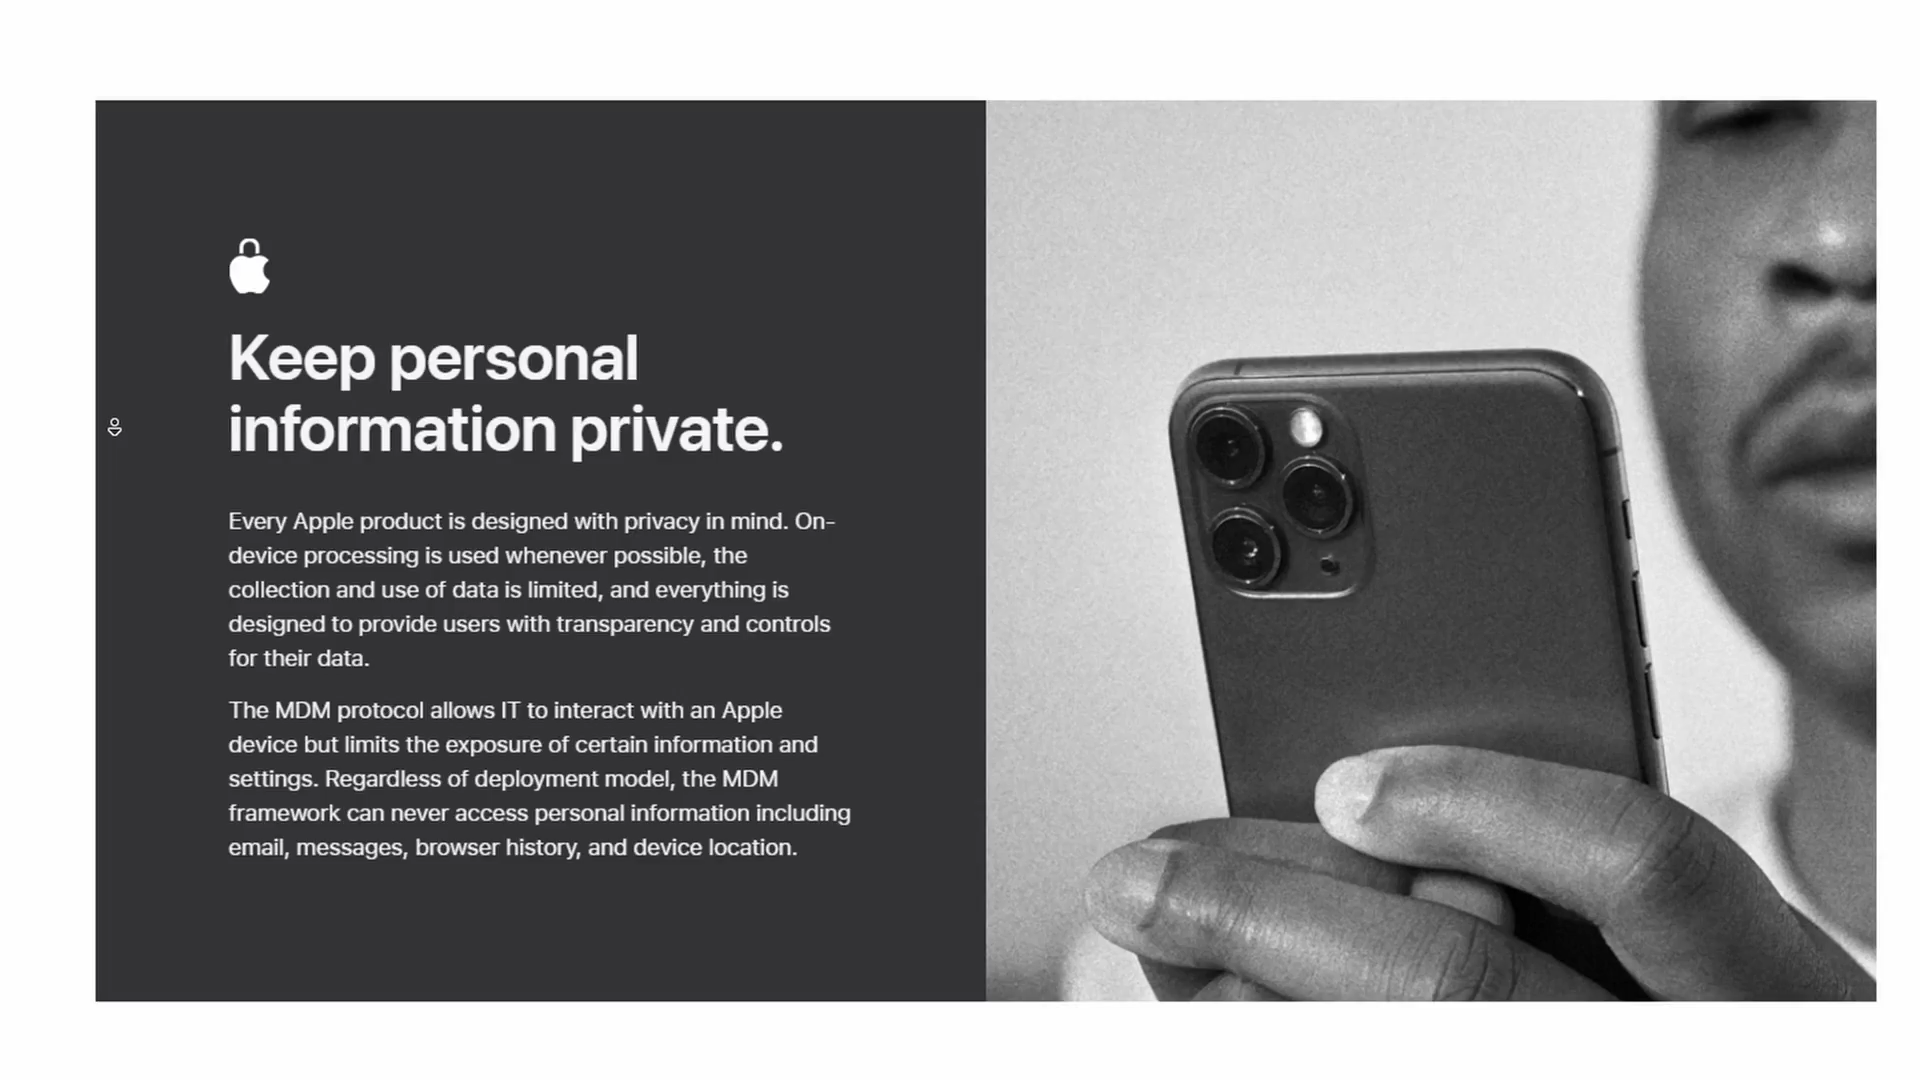 Keep personal
information private.
Every Apple product is designed with privacy in mind. On-
device processing is used whenever possible, the
collection and use of data is limited, and everything is
designed to provide users with transparency and controls
for their data.
The MDM protocol allows IT to interact with an Apple
device but limits the exposure of certain information and
settings. Regardless of deployment model, the MDM
framework can never access personal information including
email, messages, browser history, and device location.